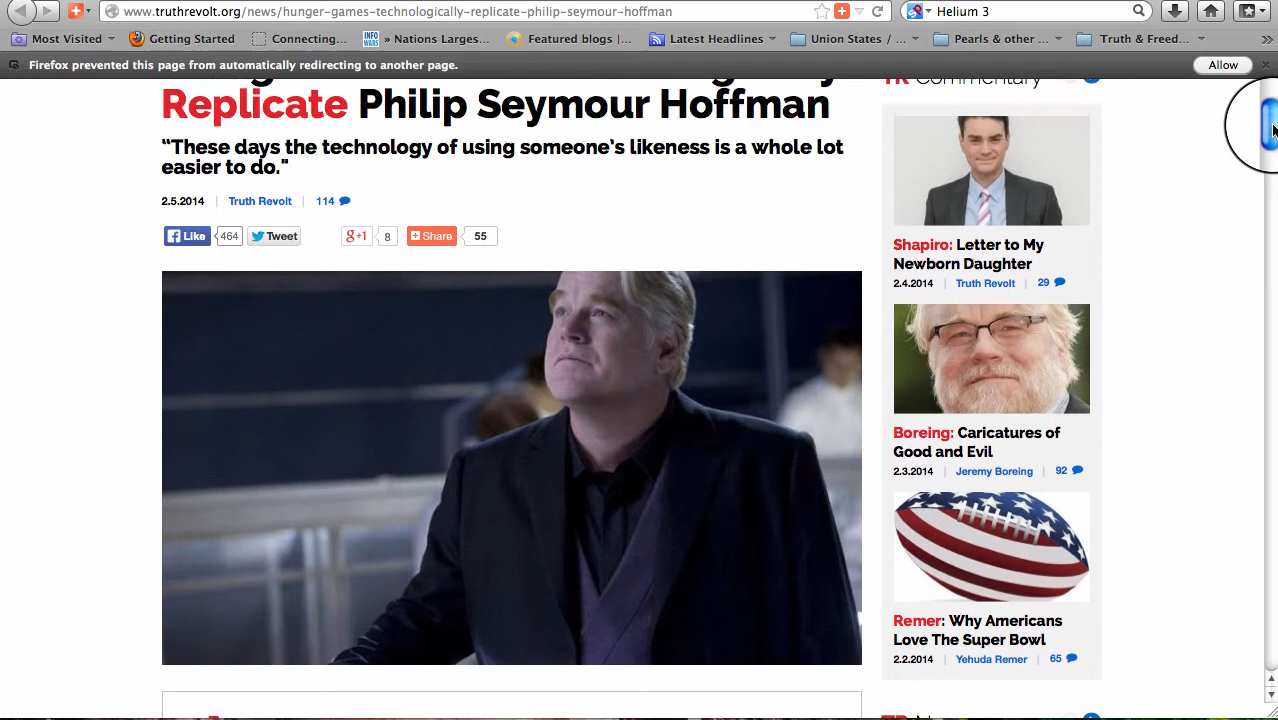 www.truthrevolt.org/news/hunger-games-technologically-replicate-philip-seymour-hoffman
Helium 3
Most Visited
Getting Started
Connecting...
INFO WARS
» Nations Larges...
Featured blogs |...
Latest Headlines
Union States / ...
Pearls & other ...
Truth & Freed...
»
Firefox prevented this page from automatically redirecting to another page.
Allow
Replicate Philip Seymour Hoffman
"These days the technology of using someone's likeness is a whole lot
easier to do."
2.5.2014 | Truth Revolt | 114
Like 464 Tweet g+1 8 Share 55
TR Commentary
Shapiro: Letter to My
Newborn Daughter
2.4.2014 | Truth Revolt | 29
Boreing: Caricatures of
Good and Evil
2.3.2014 | Jeremy Boreing | 92
Remer: Why Americans
Love The Super Bowl
2.2.2014 | Yehuda Remer | 65